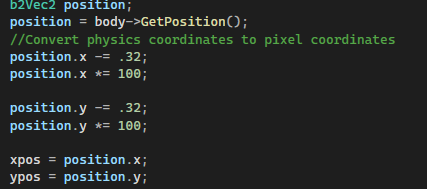 b2Vec2 position;
position = body->GetPosition();
//Convert physics coordinates to pixel coordinates
position.x -= .32;
position.x *= 100;
position.y -= .32;
position.y *= 100;
xpos = position.x;
ypos = position.y;